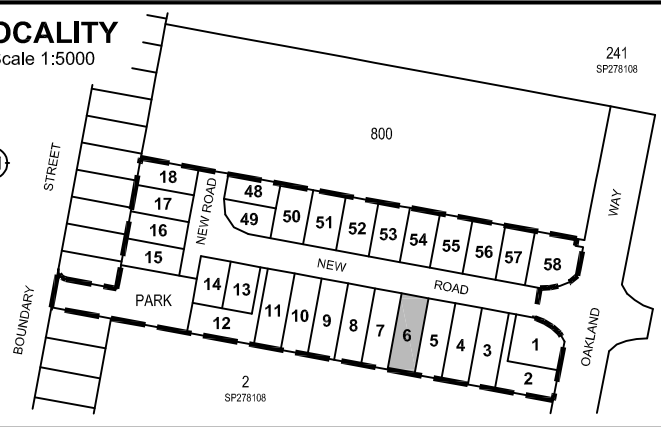 OCALITY
Scale 1:5000
241
SP278108
800
STREET
WAY
18
48
17
NEW ROAD
49
50
51
52
53
54
55
56
57
58
16
15
NEW
ROAD
PARK
14
13
12
11
10
9
8
7
6
5
4
3
1
2
BOUNDARY
OAKLAND
2
SP278108